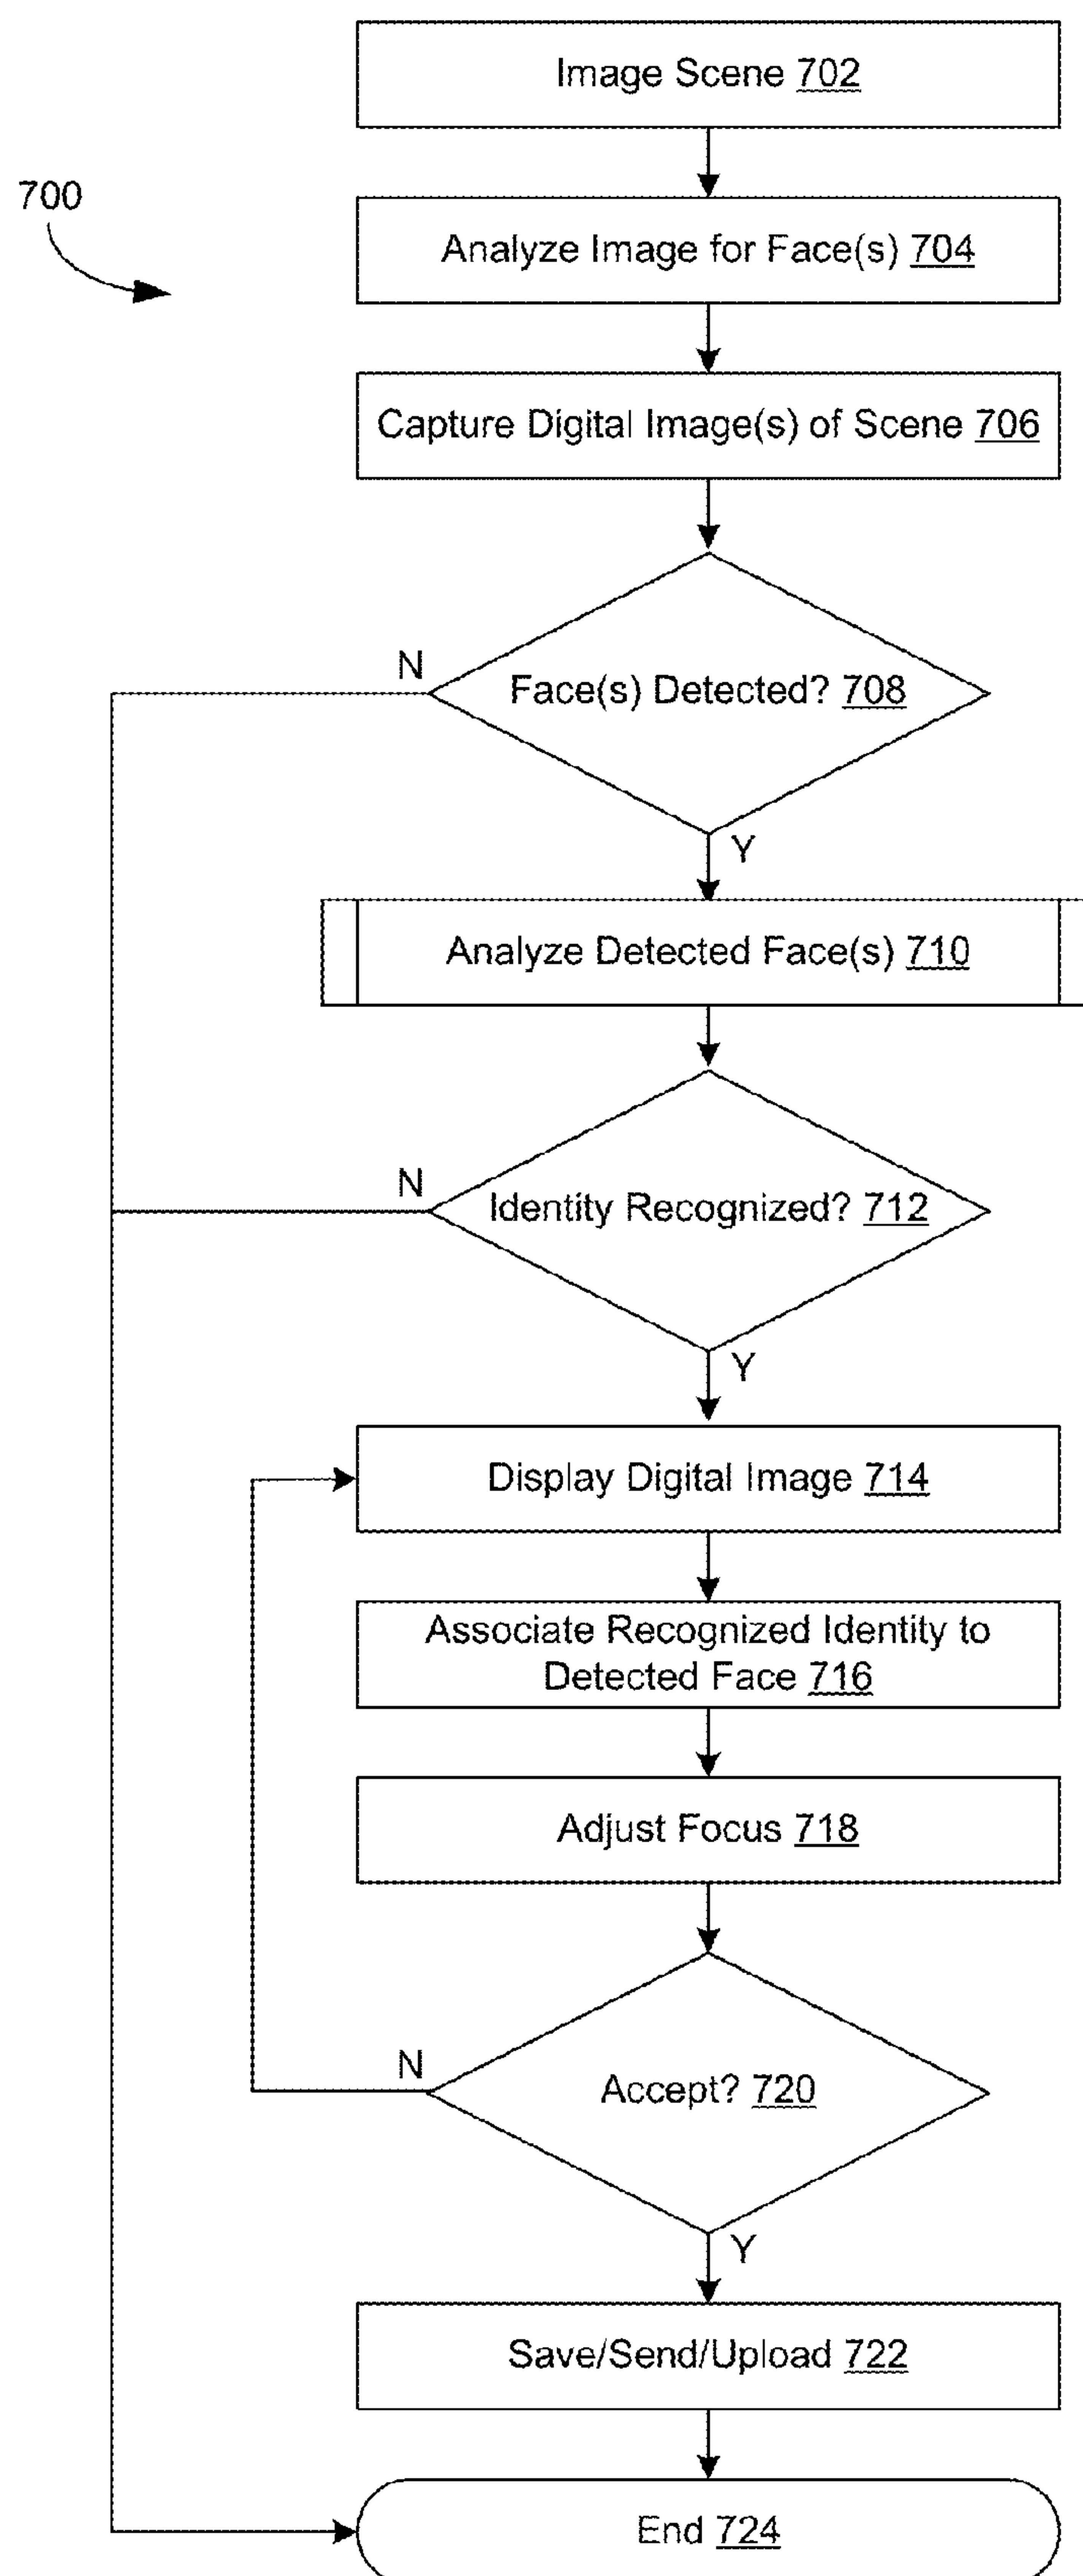 Image Scene 702
700
Analyze Image for Face(s) 704
Capture Digital Image(s) of Scene 706
N
Face(s) Detected? 708
Y
Analyze Detected Face(s) 710
N
Identity Recognized? 712
Y
Display Digital Image 714
Associate Recognized Identity to
Detected Face 716
Adjust Focus 718
N
Accept? 720
Y
Save/Send/Upload 722
End 724